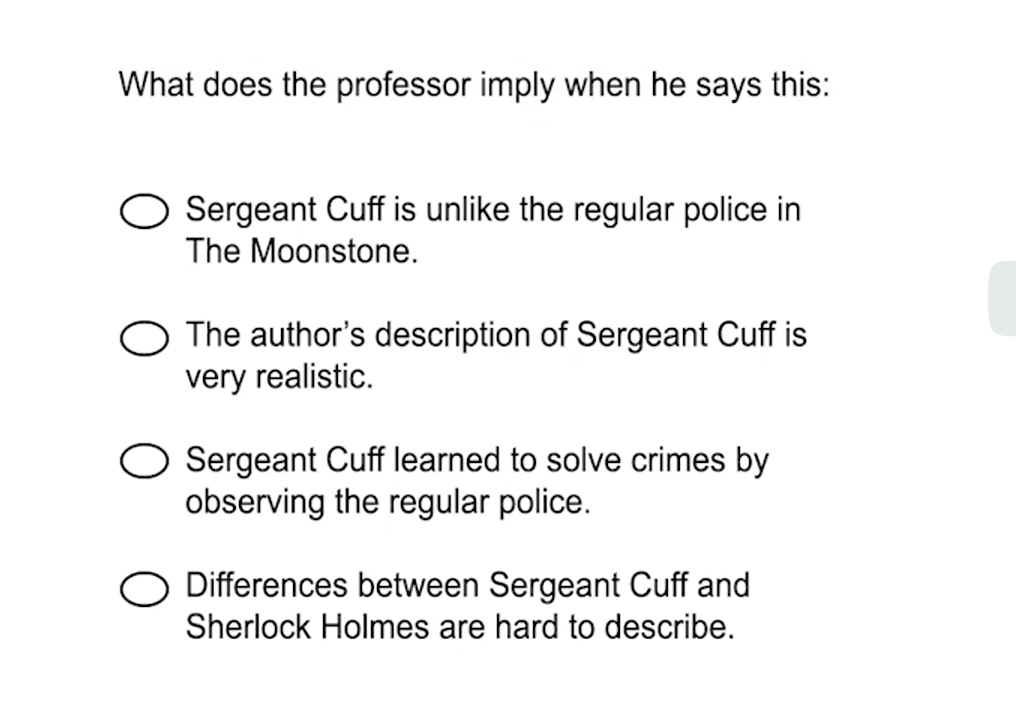 What does the professor imply when he says this:
Sergeant Cuff is unlike the regular police in
The Moonstone.
The author’s description of Sergeant Cuff is
very realistic.
Sergeant Cuff learned to solve crimes by
observing the regular police.
Differences between Sergeant Cuff and
Sherlock Holmes are hard to describe.